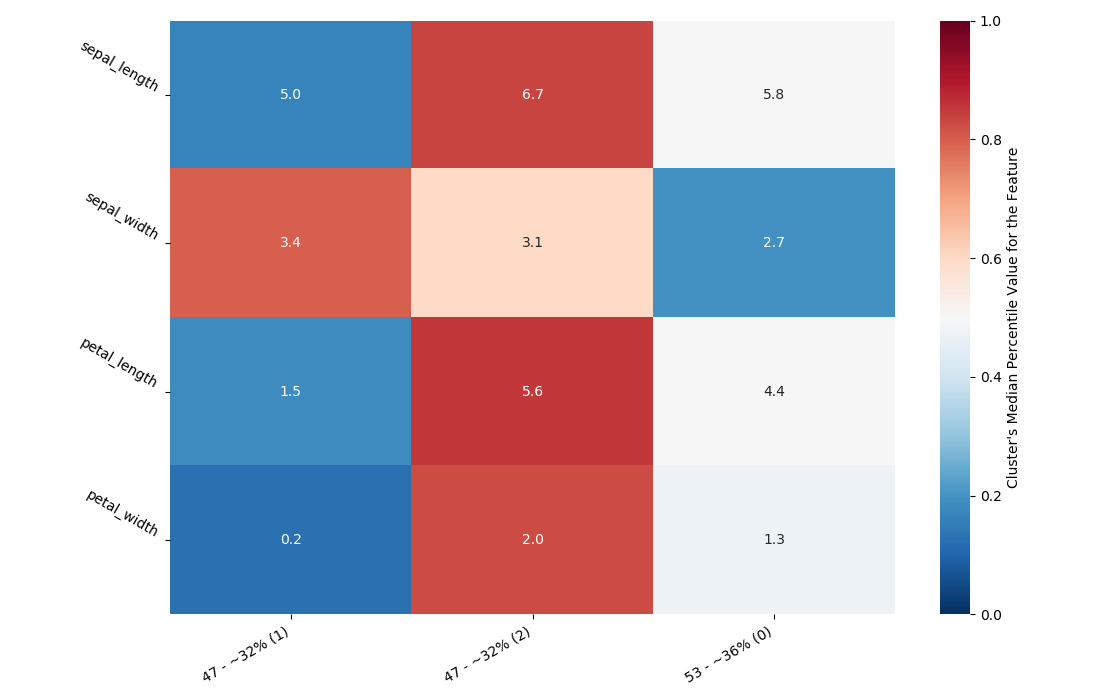 sepal_length 5.0 6.7 5.8
sepal_width 3.4 3.1 2.7
petal_length 1.5 5.6 4.4
petal_width 0.2 2.0 1.3
47 - ~32% (1) 47 - ~32% (2) 53 - ~36% (0)
1.0
0.8
0.6
0.4
0.2
0.0
Cluster's Median Percentile Value for the Feature